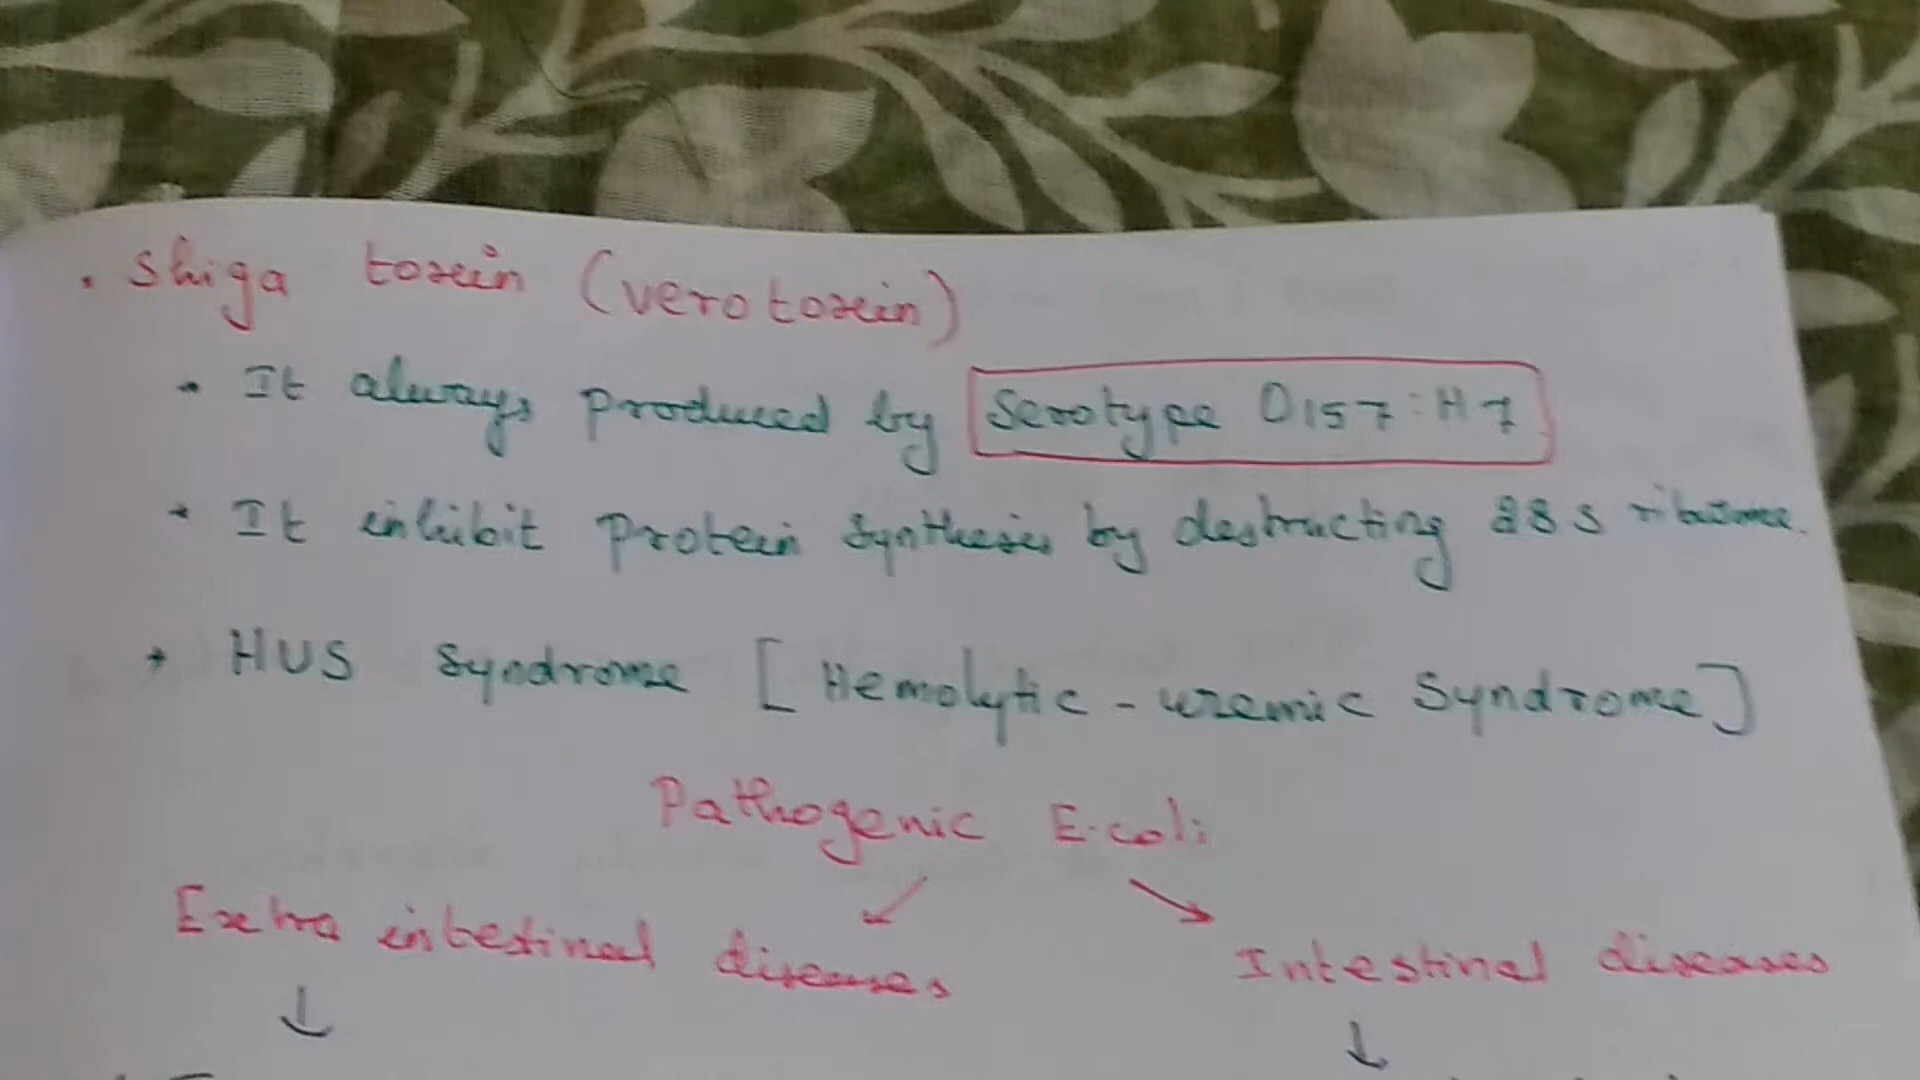 • Shiga toxin (verotoxin)
• It always produced by Serotype O157:H7
• It inhibit protein synthesis by destructing 28 s ribosome.
→ HUS Syndrome [Hemolytic - uremic Syndrome]
Pathogenic E.coli
↙ ↘
Extra intestinal diseases
Intestinal diseases
↓ ↓